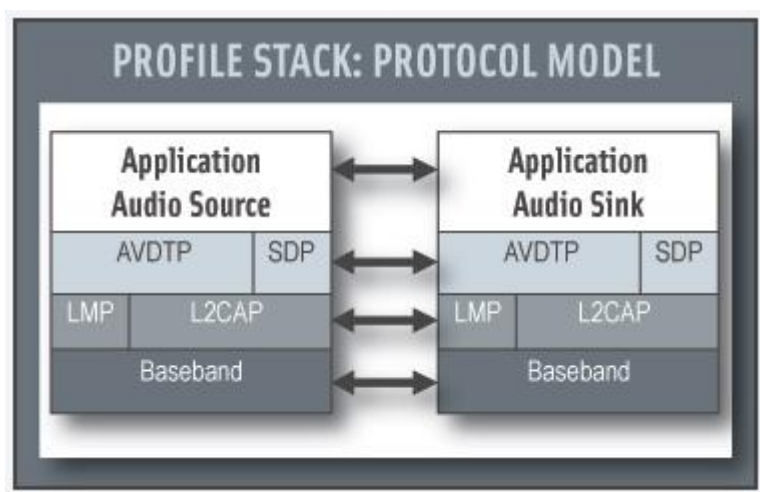 PROFILE STACK: PROTOCOL MODEL
Application
Audio Source
AVDTP SDP
LMP L2CAP
Baseband
Application
Audio Sink
AVDTP SDP
LMP L2CAP
Baseband